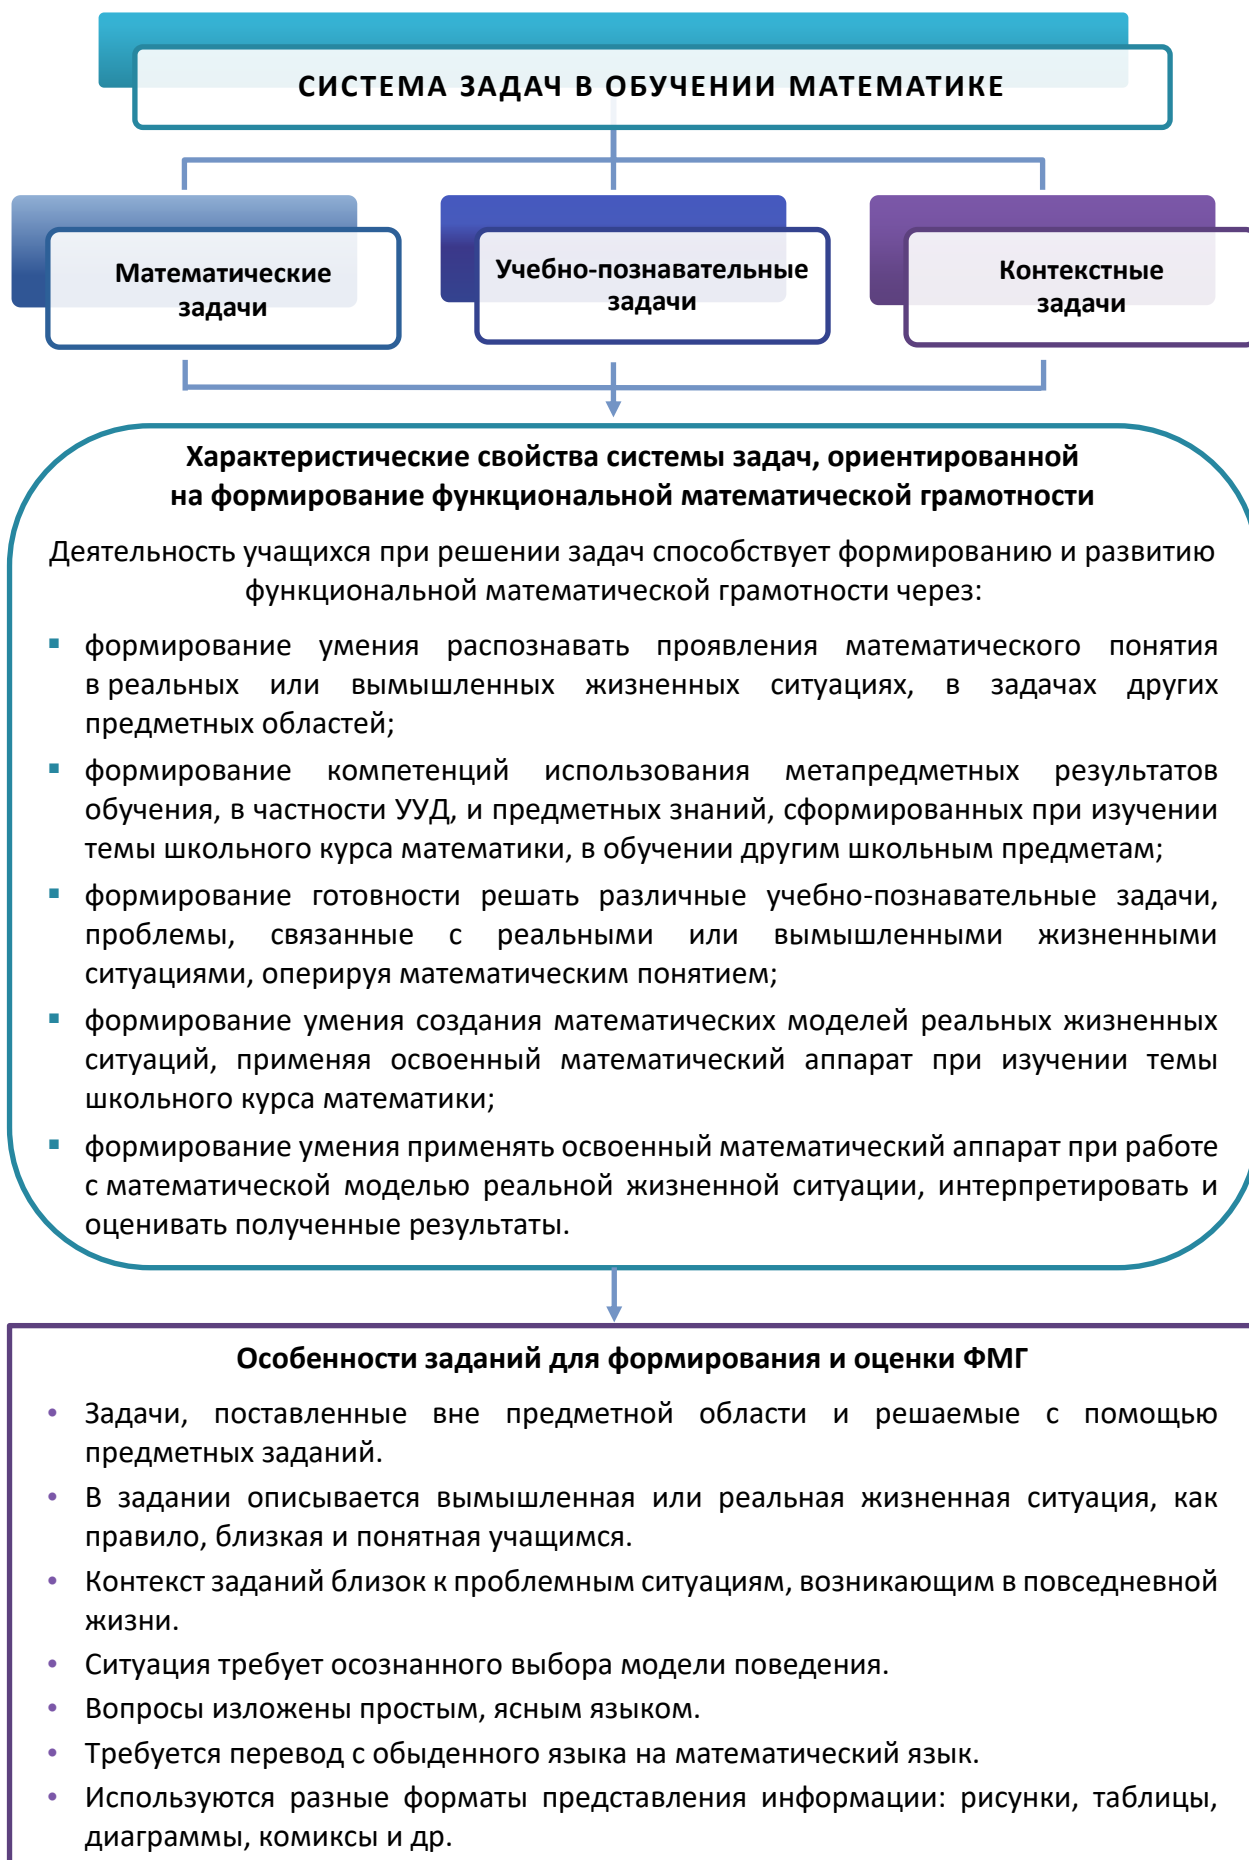 СИСТЕМА ЗАДАЧ В ОБУЧЕНИИ МАТЕМАТИКЕ
Математические
задачи
Учебно-познавательные
задачи
Контекстные
задачи
Характеристические свойства системы задач, ориентированной
на формирование функциональной математической грамотности
Деятельность учащихся при решении задач способствует формированию и развитию
функциональной математической грамотности через:
▪ формирование умения распознавать проявления математического понятия
в реальных или вымышленных жизненных ситуациях, в задачах других
предметных областей;
▪ формирование компетенций использования метапредметных результатов
обучения, в частности УУД, и предметных знаний, сформированных при изучении
темы школьного курса математики, в обучении другим школьным предметам;
▪ формирование готовности решать различные учебно-познавательные задачи,
проблемы, связанные с реальными или вымышленными жизненными
ситуациями, оперируя математическим понятием;
▪ формирование умения создания математических моделей реальных жизненных
ситуаций, применяя освоенный математический аппарат при изучении темы
школьного курса математики;
▪ формирование умения применять освоенный математический аппарат при работе
с математической моделью реальной жизненной ситуации, интерпретировать и
оценивать полученные результаты.
Особенности заданий для формирования и оценки ФМГ
• Задачи, поставленные вне предметной области и решаемые с помощью
предметных заданий.
• В задании описывается вымышленная или реальная жизненная ситуация, как
правило, близкая и понятная учащимся.
• Контекст заданий близок к проблемным ситуациям, возникающим в повседневной
жизни.
• Ситуация требует осознанного выбора модели поведения.
• Вопросы изложены простым, ясным языком.
• Требуется перевод с обыденного языка на математический язык.
• Используются разные форматы представления информации: рисунки, таблицы,
диаграммы, комиксы и др.